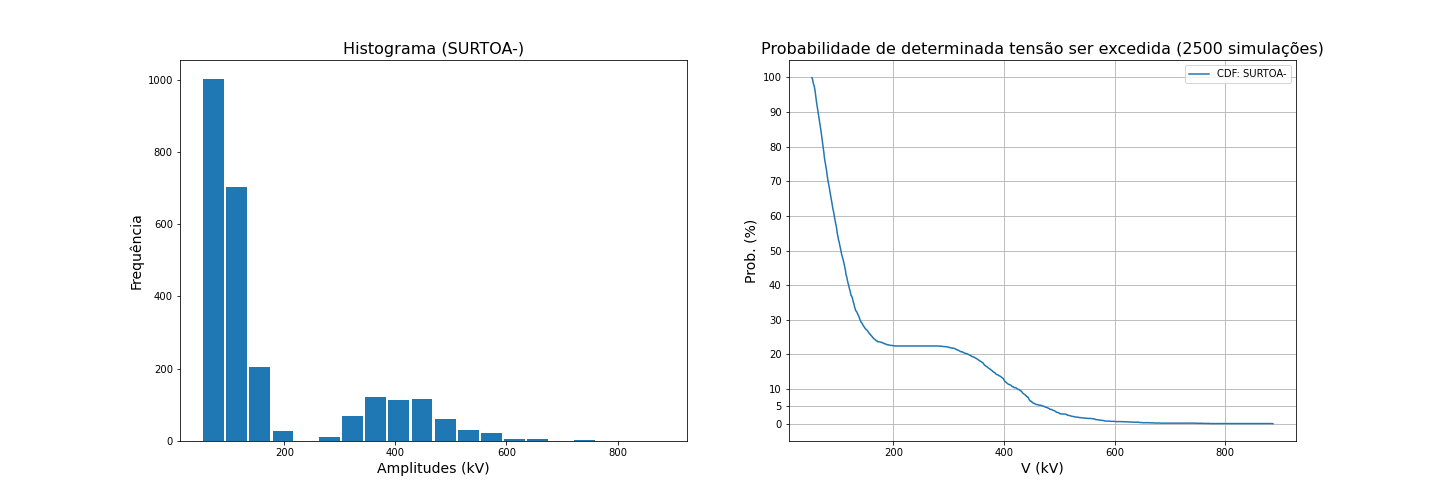 Histograma (SURTOA-)
1000
800
600
400
200
0
Frequência
200 400 600 800
Amplitudes (kV)
Probabilidade de determinada tensão ser excedida (2500 simulações)
CDF: SURTOA-
100
90
80
70
60
50
40
30
20
10
5
0
Prob. (%)
200 400 600 800
V (kV)